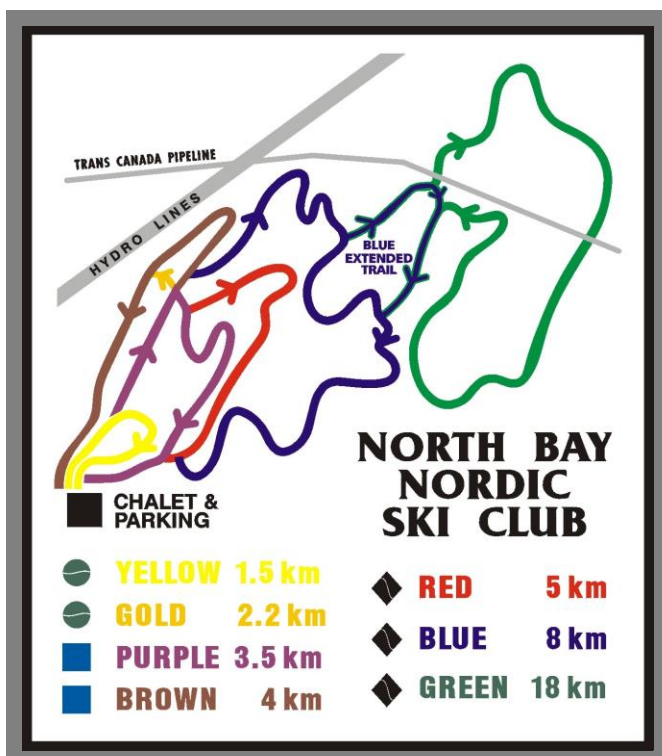 TRANS CANADA PIPELINE
HYDRO LINES
BLUE
EXTENDED
TRAIL
NORTH BAY
NORDIC
SKI CLUB
CHALET &
PARKING
YELLOW 1.5 km
GOLD 2.2 km
PURPLE 3.5 km
BROWN 4 km
RED 5 km
BLUE 8 km
GREEN 18 km